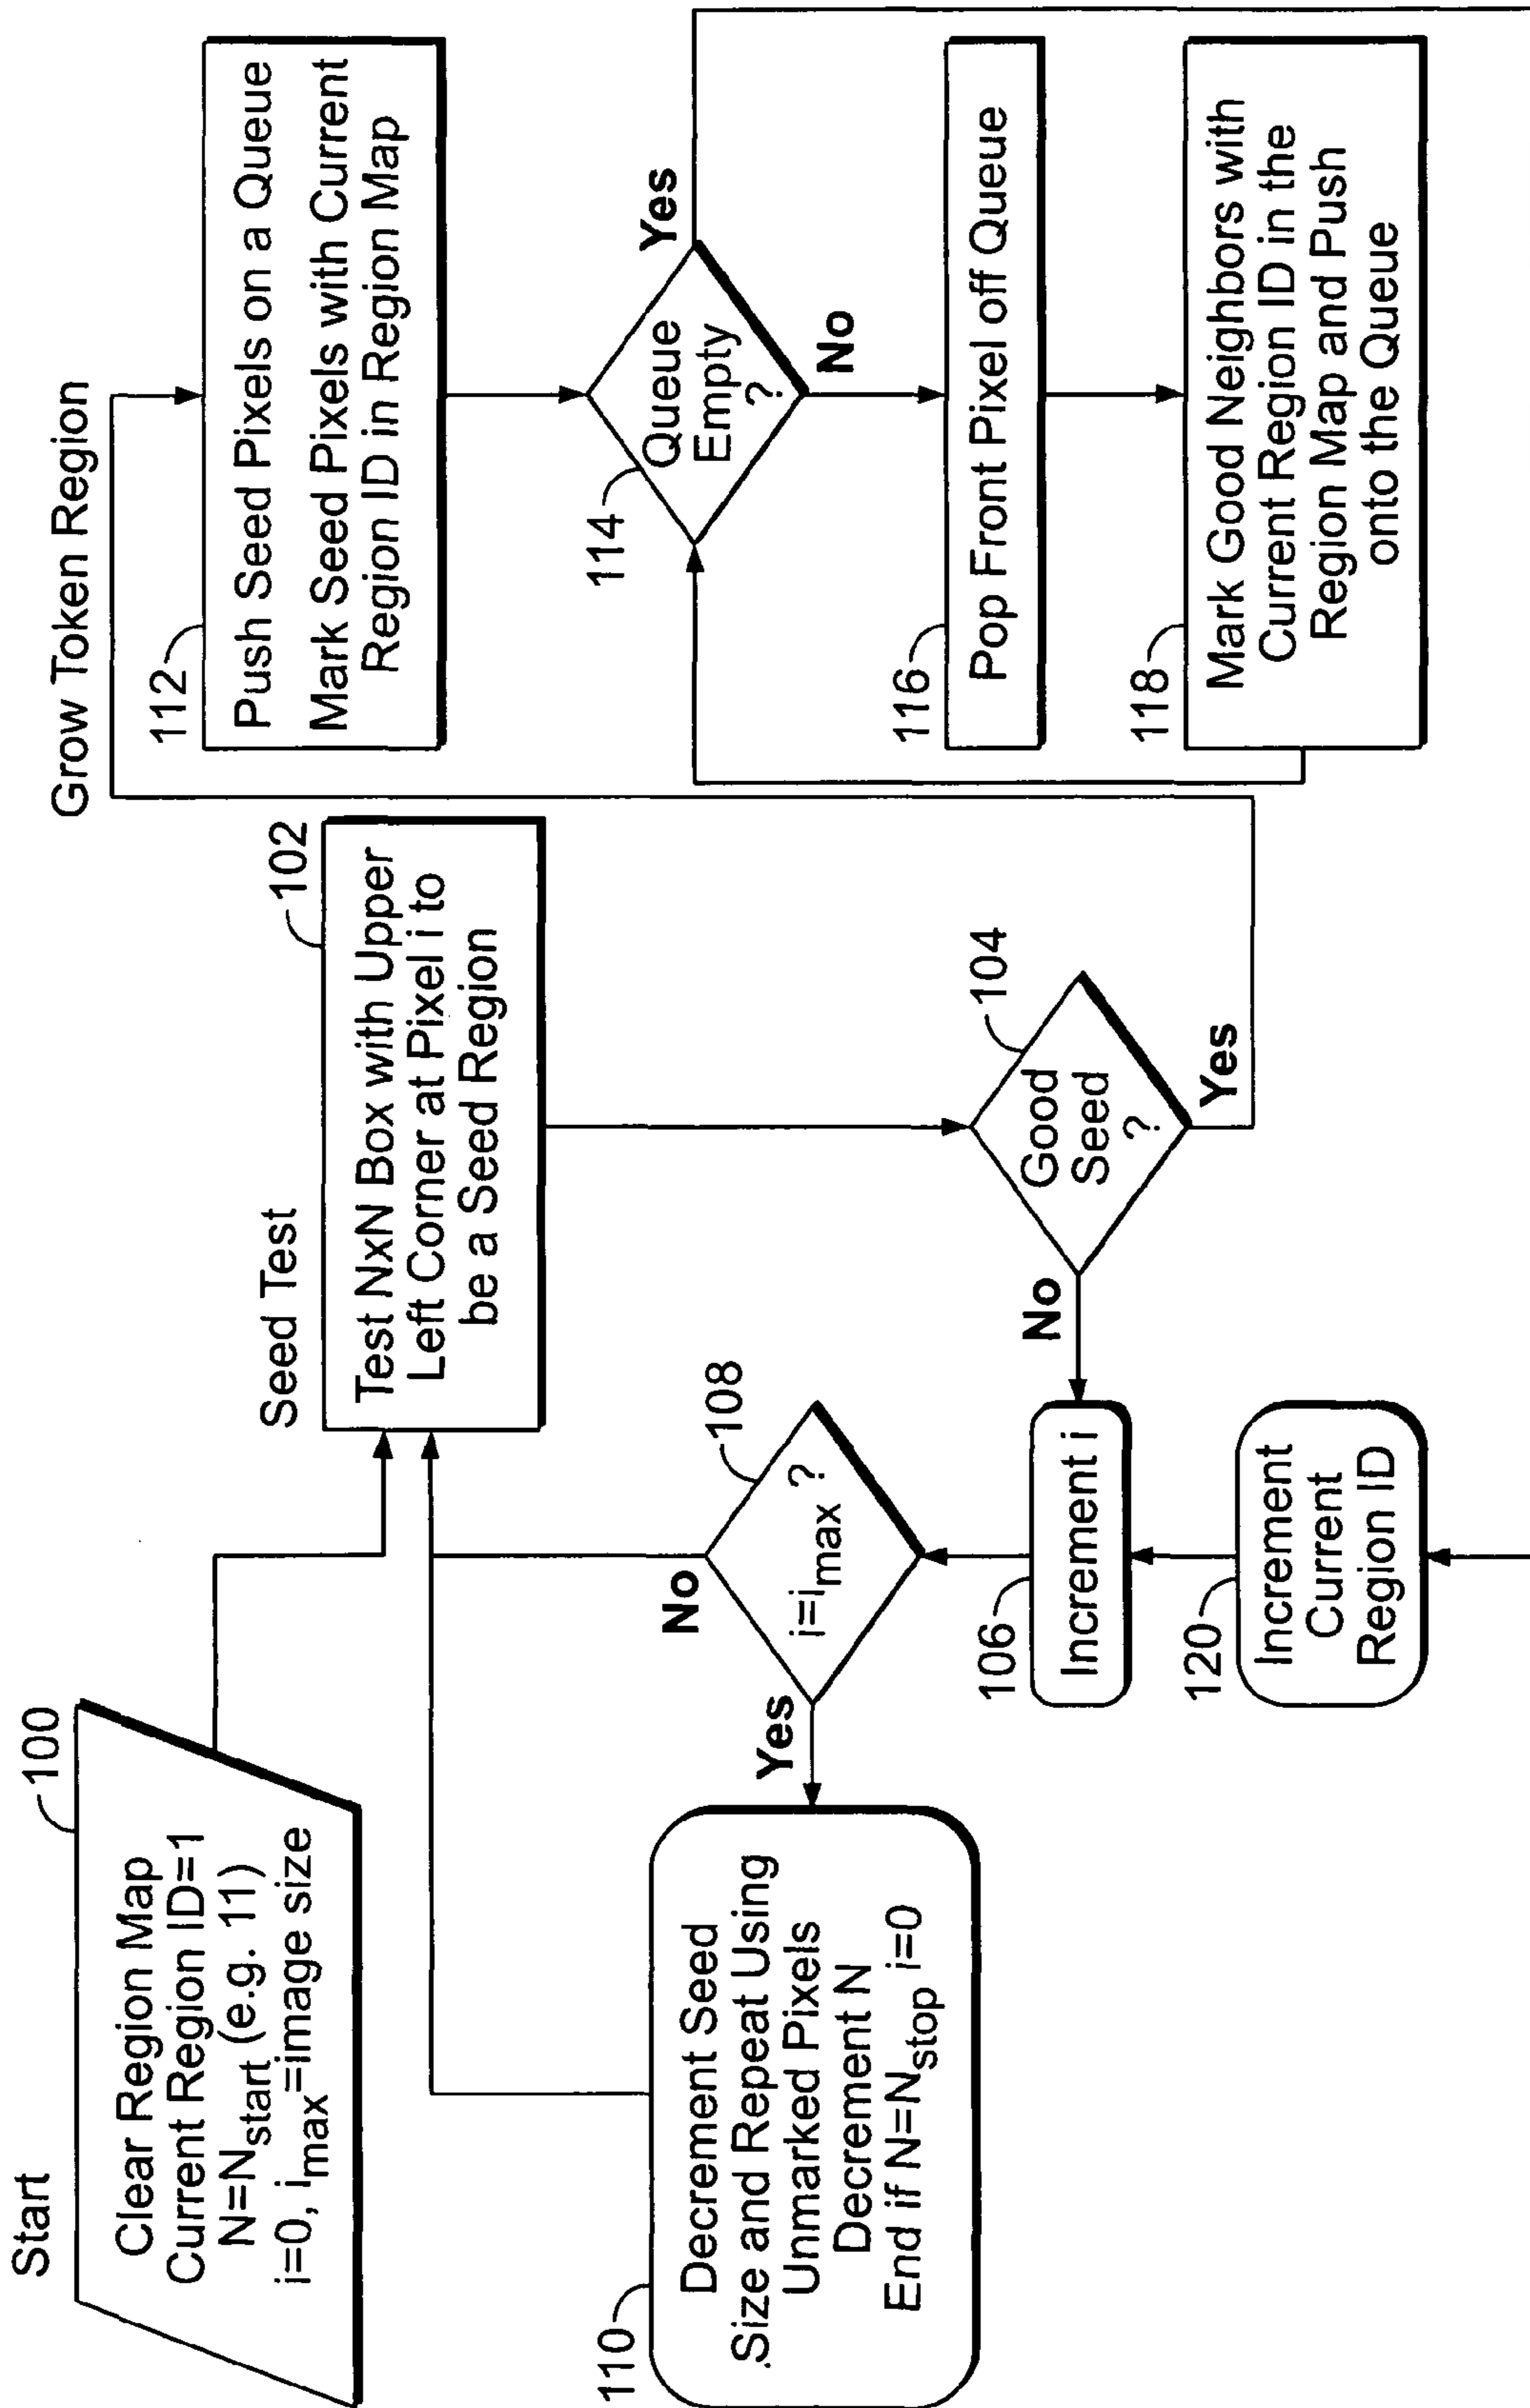 Start
100
Clear Region Map
Current Region ID=1
N=Nstart (e.g. 11)
i=0, imax=image size
Seed Test
102
Test NxN Box with Upper
Left Corner at Pixel i to
be a Seed Region
104
Good
Seed
?
No
Yes
106
Increment i
108
i=imax ?
No
Yes
110
Decrement Seed
.Size and Repeat Using
Unmarked Pixels
Decrement N
End if N=Nstop i=0
Grow Token Region
112
Push Seed Pixels on a Queue
Mark Seed Pixels with Current
Region ID in Region Map
114
Queue
Empty
?
Yes
No
116
Pop Front Pixel off Queue
118
Mark Good Neighbors with
Current Region ID in the
Region Map and Push
onto the Queue
120
Increment
Current
Region ID